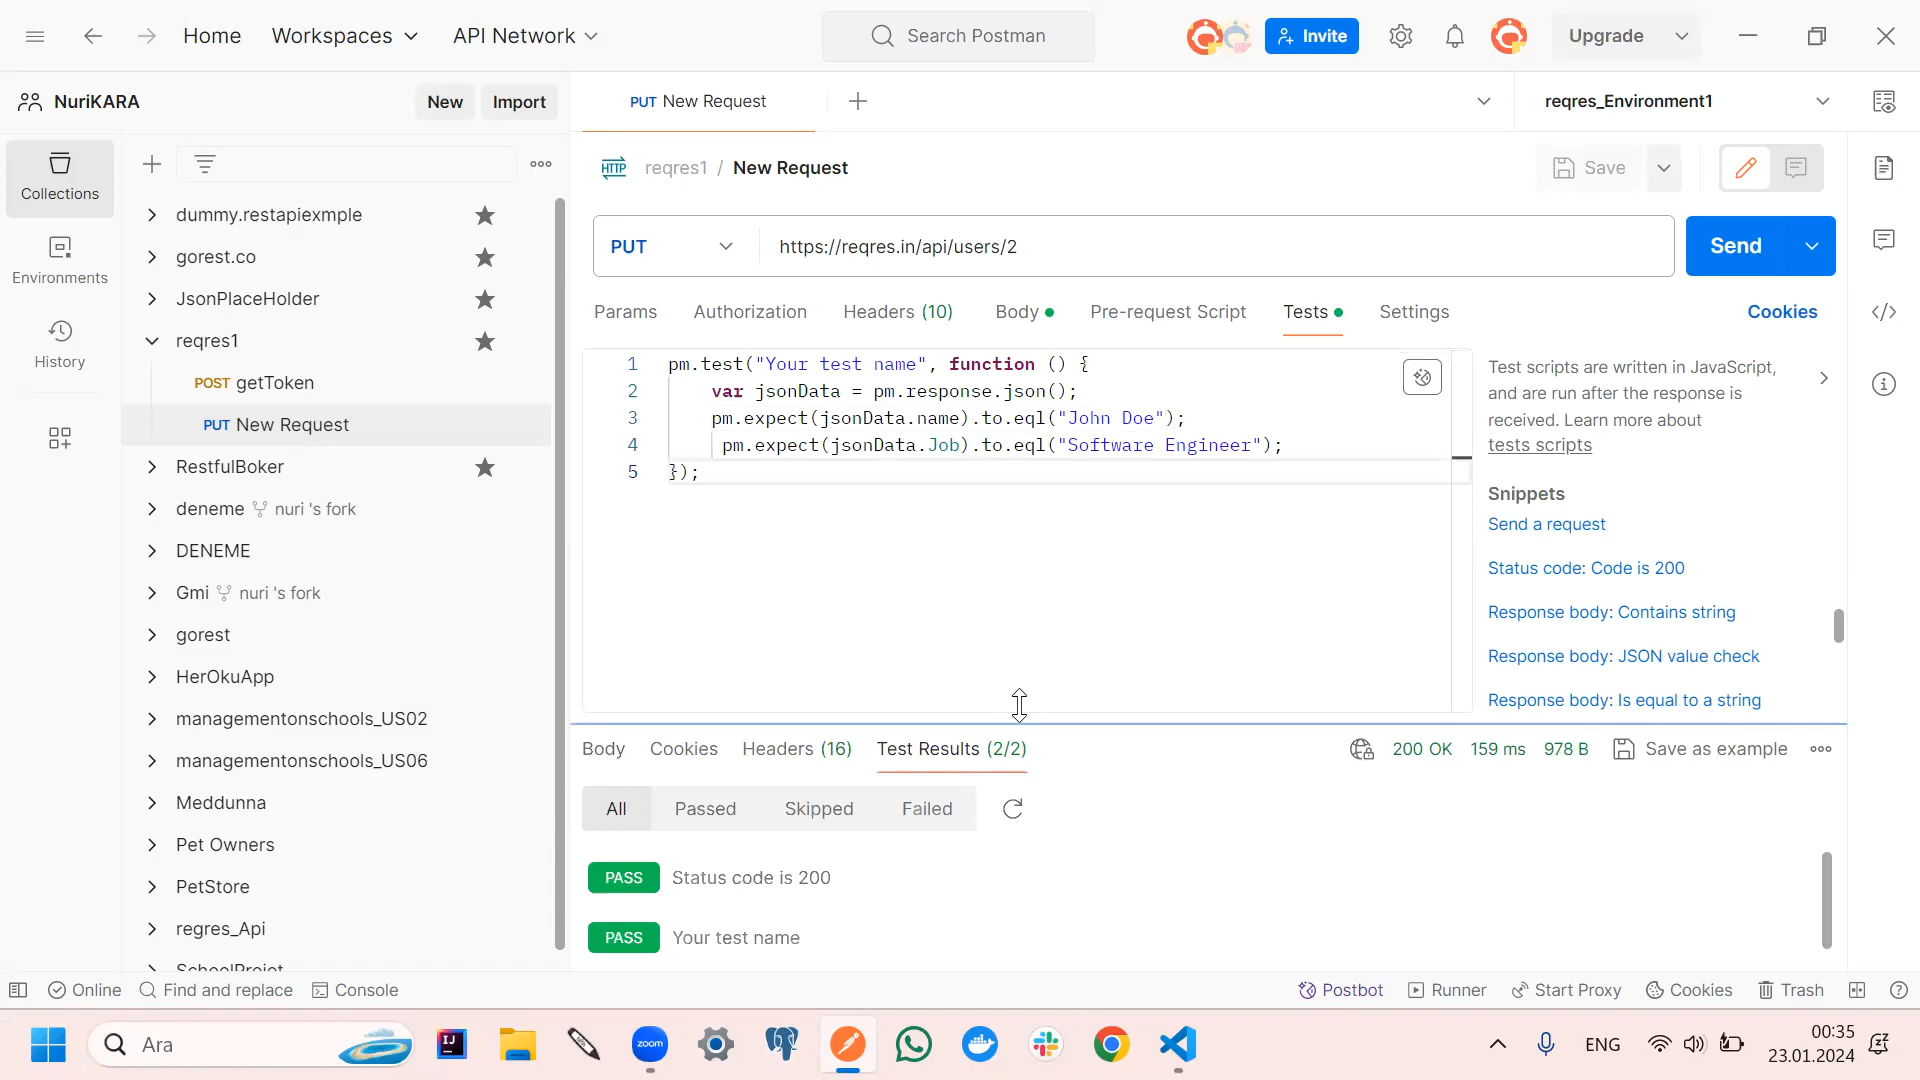 Home
Workspaces
API Network
Search Postman
Invite
Upgrade
NuriKARA
New
Import
PUT New Request
reqres_Environment1
Collections
Environments
History
dummy.restapiexmple
gorest.co
JsonPlaceHolder
reqres1
POST getToken
PUT New Request
RestfulBoker
deneme nuri 's fork
DENEME
Gmi nuri 's fork
gorest
HerOkuApp
managementonschools_US02
managementonschools_US06
Meddunna
Pet Owners
PetStore
regres_Api
SchoolProjet
HTTP reqres1 / New Request
Save
PUT
https://reqres.in/api/users/2
Send
Params
Authorization
Headers (10)
Body
Pre-request Script
Tests
Settings
Cookies
1 pm.test("Your test name", function () {
2 var jsonData = pm.response.json();
3 pm.expect(jsonData.name).to.eql("John Doe");
4 pm.expect(jsonData.Job).to.eql("Software Engineer");
5 });
Test scripts are written in JavaScript,
and are run after the response is
received. Learn more about
tests scripts
Snippets
Send a request
Status code: Code is 200
Response body: Contains string
Response body: JSON value check
Response body: Is equal to a string
Body
Cookies
Headers (16)
Test Results (2/2)
200 OK
159 ms
978 B
Save as example
All
Passed
Skipped
Failed
PASS Status code is 200
PASS Your test name
Online
Find and replace
Console
Postbot
Runner
Start Proxy
Cookies
Trash
Ara
IJ
zoom
ENG
00:35
23.01.2024